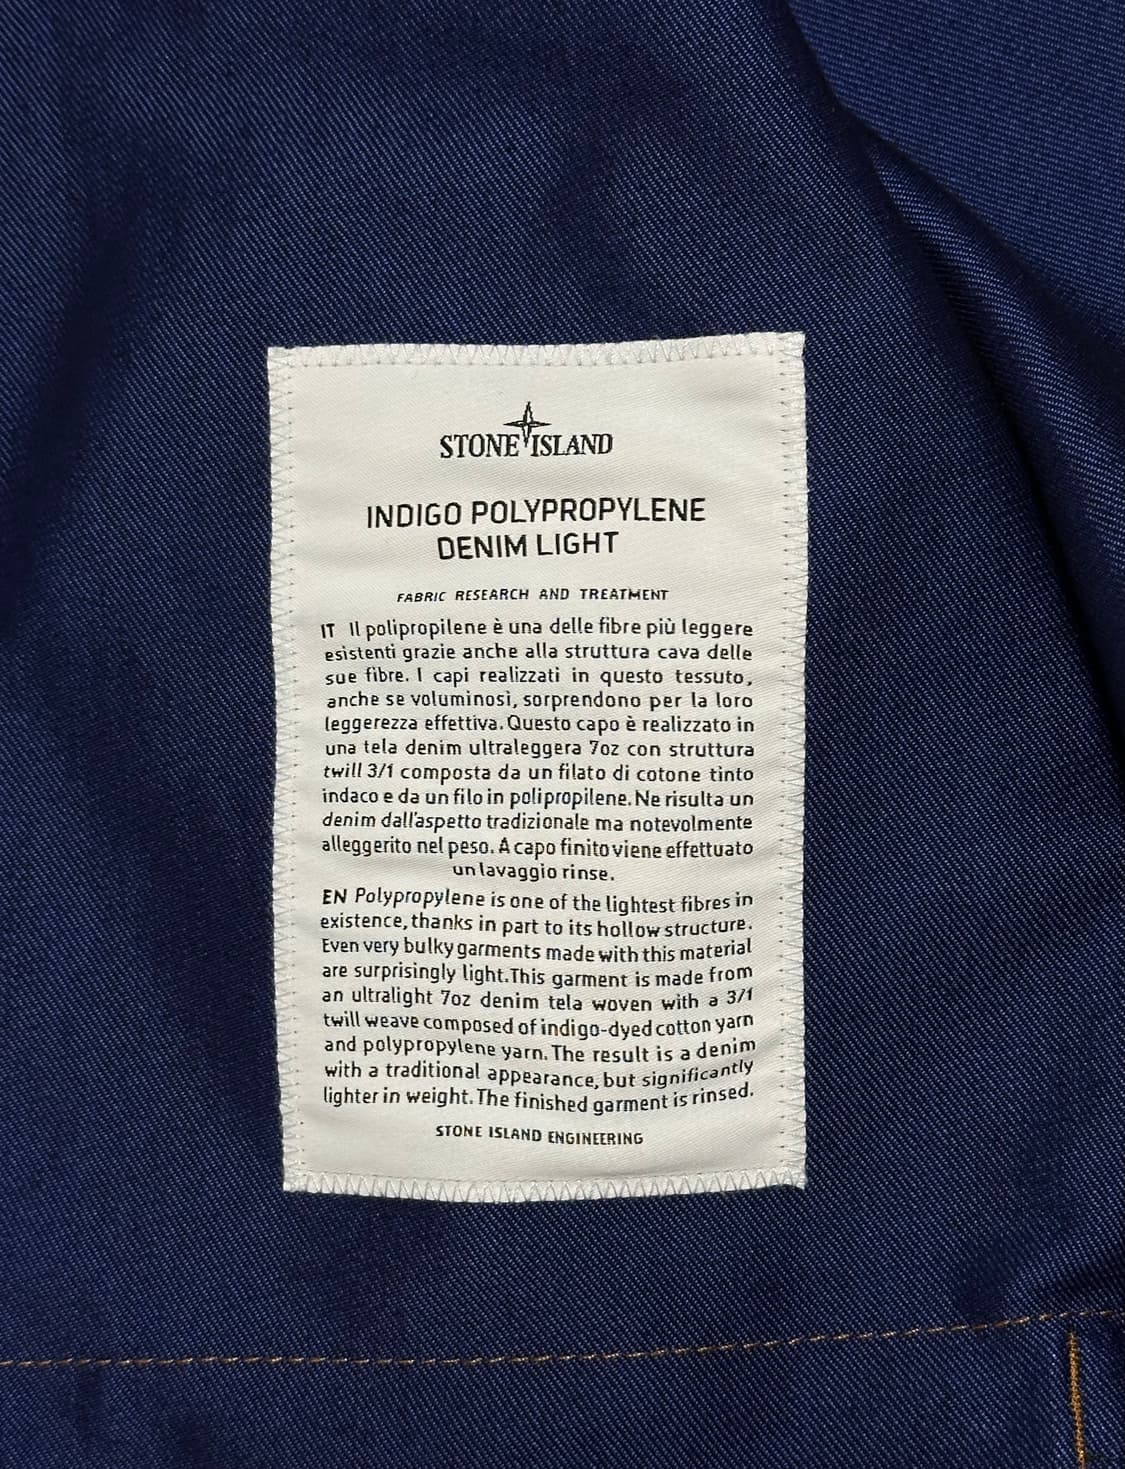 STONE ISLAND
INDIGO POLYPROPYLENE
DENIM LIGHT
FABRIC RESEARCH AND TREATMENT
IT Il polipropilene è una delle fibre più leggere
esistenti grazie anche alla struttura cava delle
sue fibre. I capi realizzati in questo tessuto,
anche se voluminosi, sorprendono per la loro
leggerezza effettiva. Questo capo è realizzato in
una tela denim ultraleggera 7oz con struttura
twill 3/1 composta da un filato di cotone tinto
indaco e da un filo in polipropilene. Ne risulta un
denim dall'aspetto tradizionale ma notevolmente
alleggerito nel peso. A capo finito viene effettuato
un lavaggio rinse.
EN Polypropylene is one of the lightest fibres in
existence, thanks in part to its hollow structure.
Even very bulky garments made with this material
are surprisingly light. This garment is made from
an ultralight 7oz denim tela woven with a 3/1
twill weave composed of indigo-dyed cotton yarn
and polypropylene yarn. The result is a denim
with a traditional appearance, but significantly
lighter in weight. The finished garment is rinsed.
STONE ISLAND ENGINEERING